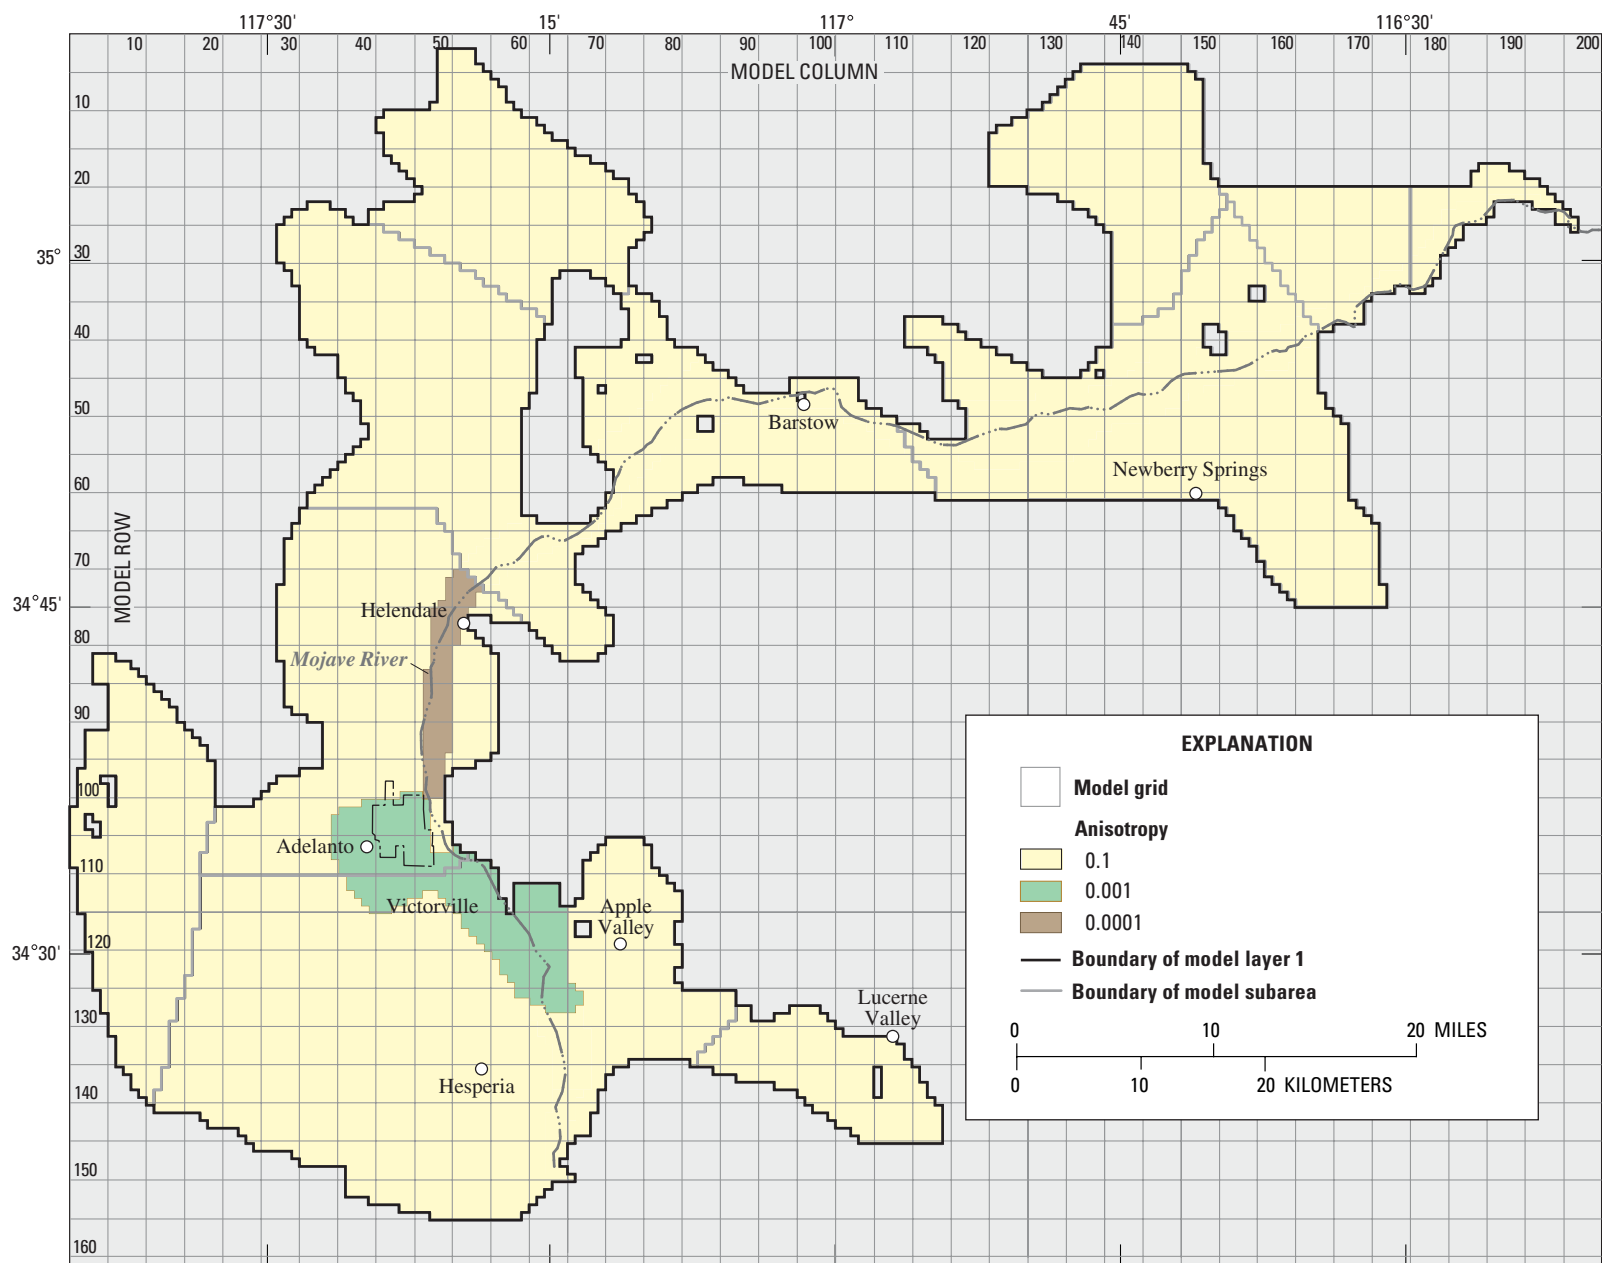 117°30' 15' 117° 45' 116°30'
10 20 30 40 50 60 70 80 90 100 110 120 130 140 150 160 170 180 190 200
MODEL COLUMN
10
20
35°
30
40
50
Barstow
Newberry Springs
60
MODEL ROW
70
34°45'
Helendale
80
Mojave River
90
100
Adelanto
110
Victorville
Apple
Valley
120
34°30'
Lucerne
Valley
130
Hesperia
140
150
160
EXPLANATION
Model grid
Anisotropy
0.1
0.001
0.0001
Boundary of model layer 1
Boundary of model subarea
0 10 20 MILES
0 10 20 KILOMETERS